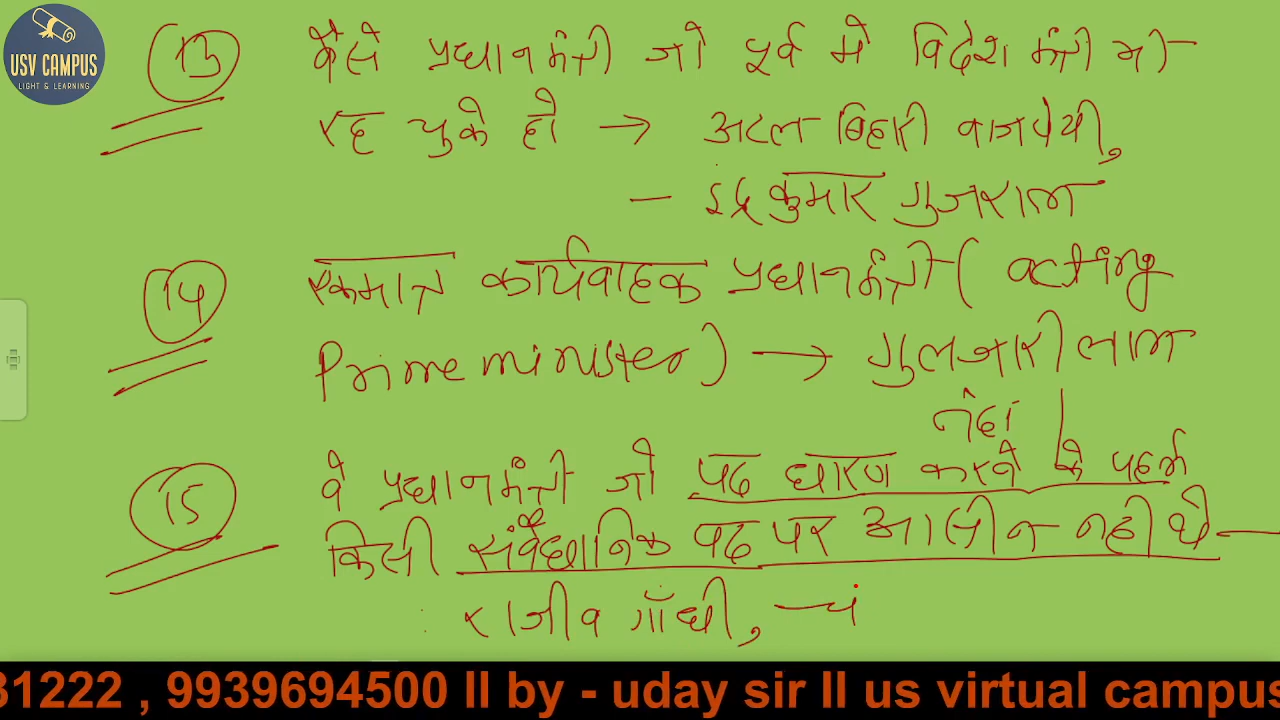 USV CAMPUS
LIGHT & LEARNING
13 कैसे प्रधानमंत्री जो पूर्व मे विदेश मंत्री भी
रह चुके हो → अटल बिहारी वाजपेयी,
- इंद्रकुमार गुजराल
14 एकमात्र कार्यवाहक प्रधानमंत्री ( acting
Prime minister ) → गुलजारी लाल
नंदा
15 वे प्रधानमंत्री जो पद धारण करने के पहले
किसी संवैधानिक पद पर आसीन नही थे -
राजीव गाँधी, चं
31222 , 9939694500 ll by - uday sir ll us virtual campus